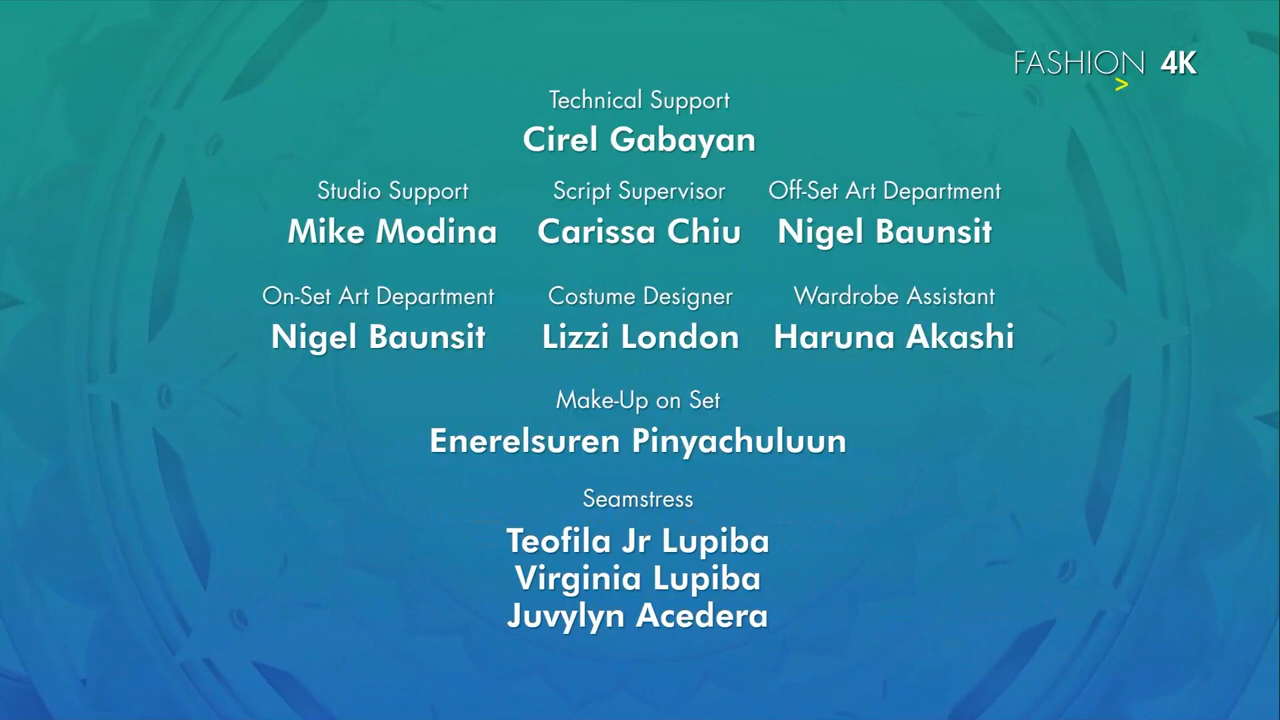 FASHION 4K
>
Technical Support
Cirel Gabayan
Studio Support Script Supervisor Off-Set Art Department
Mike Modina Carissa Chiu Nigel Baunsit
On-Set Art Department Costume Designer Wardrobe Assistant
Nigel Baunsit Lizzi London Haruna Akashi
Make-Up on Set
Enerelsuren Pinyachuluun
Seamstress
Teofila Jr Lupiba
Virginia Lupiba
Juvylyn Acedera